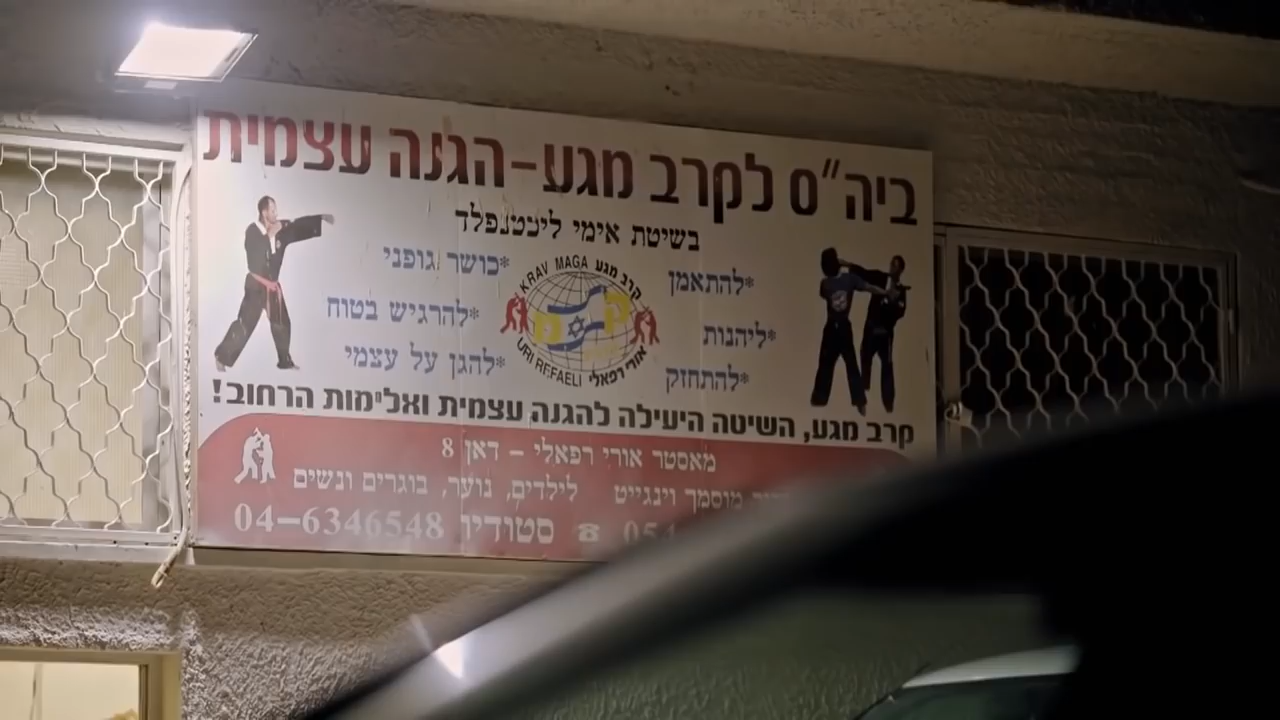 ביה"ס לקרב מגע-הגנה עצמית
בשיטת אימי ליכטנפלד
*להתאמן
*ליהנות
*להתחזק
KRAV MAGA קרב מגע
URI REFAELI אורי רפאלי
*כושר גופני
*להרגיש בטוח
*להגן על עצמי
קרב מגע, השיטה היעילה להגנה עצמית ואלימות הרחוב!
מאסטר אורי רפאלי - דאן 8
מוסמך וינגייט לילדים, נוער, בוגרים ונשים
054 ☎ סטודיו 04-6346548